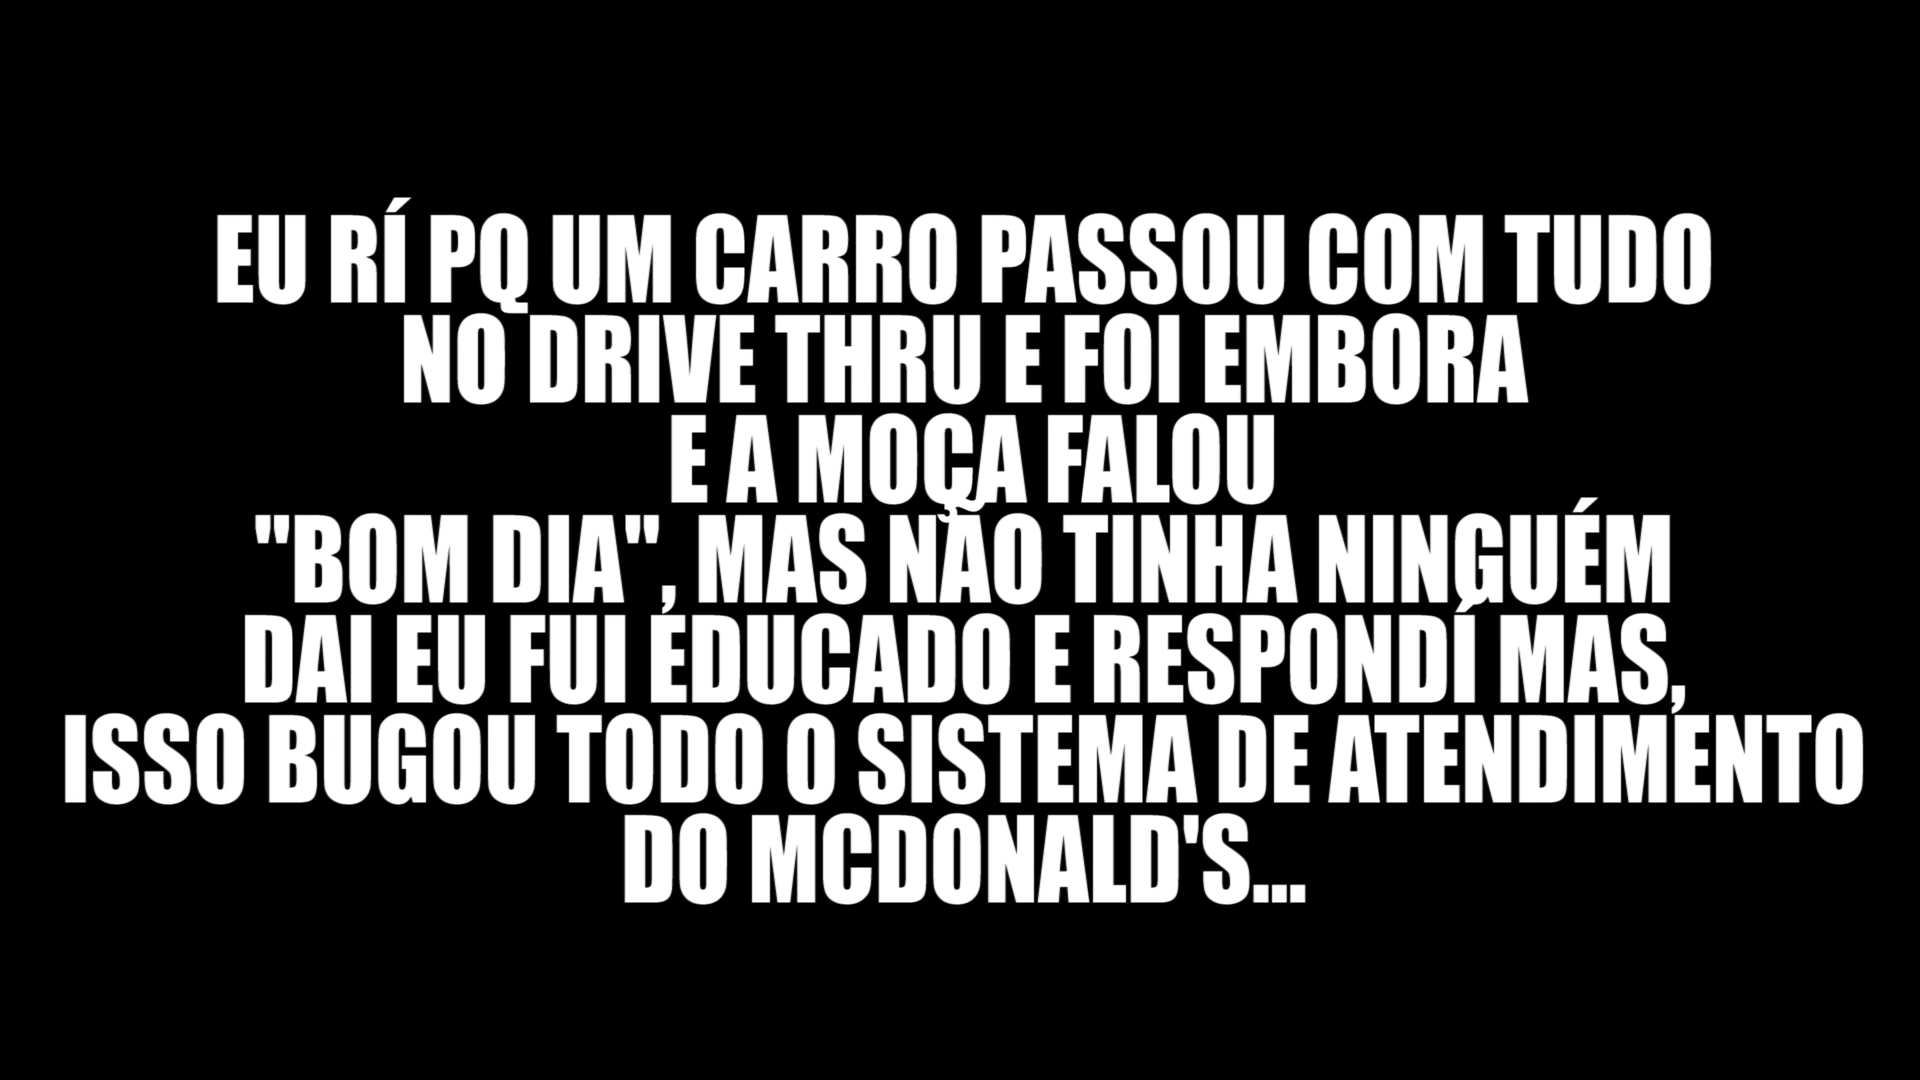 EU RÍ PQ UM CARRO PASSOU COM TUDO
NO DRIVE THRU E FOI EMBORA
E A MOÇA FALOU
"BOM DIA", MAS NÃO TINHA NINGUÉM
DAI EU FUI EDUCADO E RESPONDÍ MAS,
ISSO BUGOU TODO O SISTEMA DE ATENDIMENTO
DO MCDONALD'S...